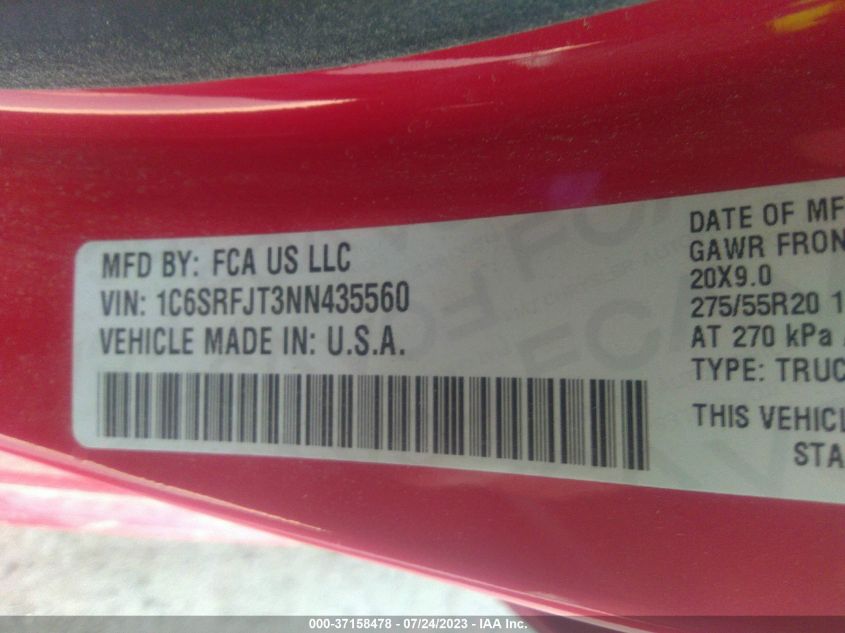 MFD BY: FCA US LLC
VIN: 1C6SRFJT3NN435560
VEHICLE MADE IN: U.S.A.
DATE OF MF
GAWR FRON
20X9.0
275/55R20 1
AT 270 kPa
TYPE: TRUC
THIS VEHICL
STA
000-37158478 - 07/24/2023 - IAA Inc.